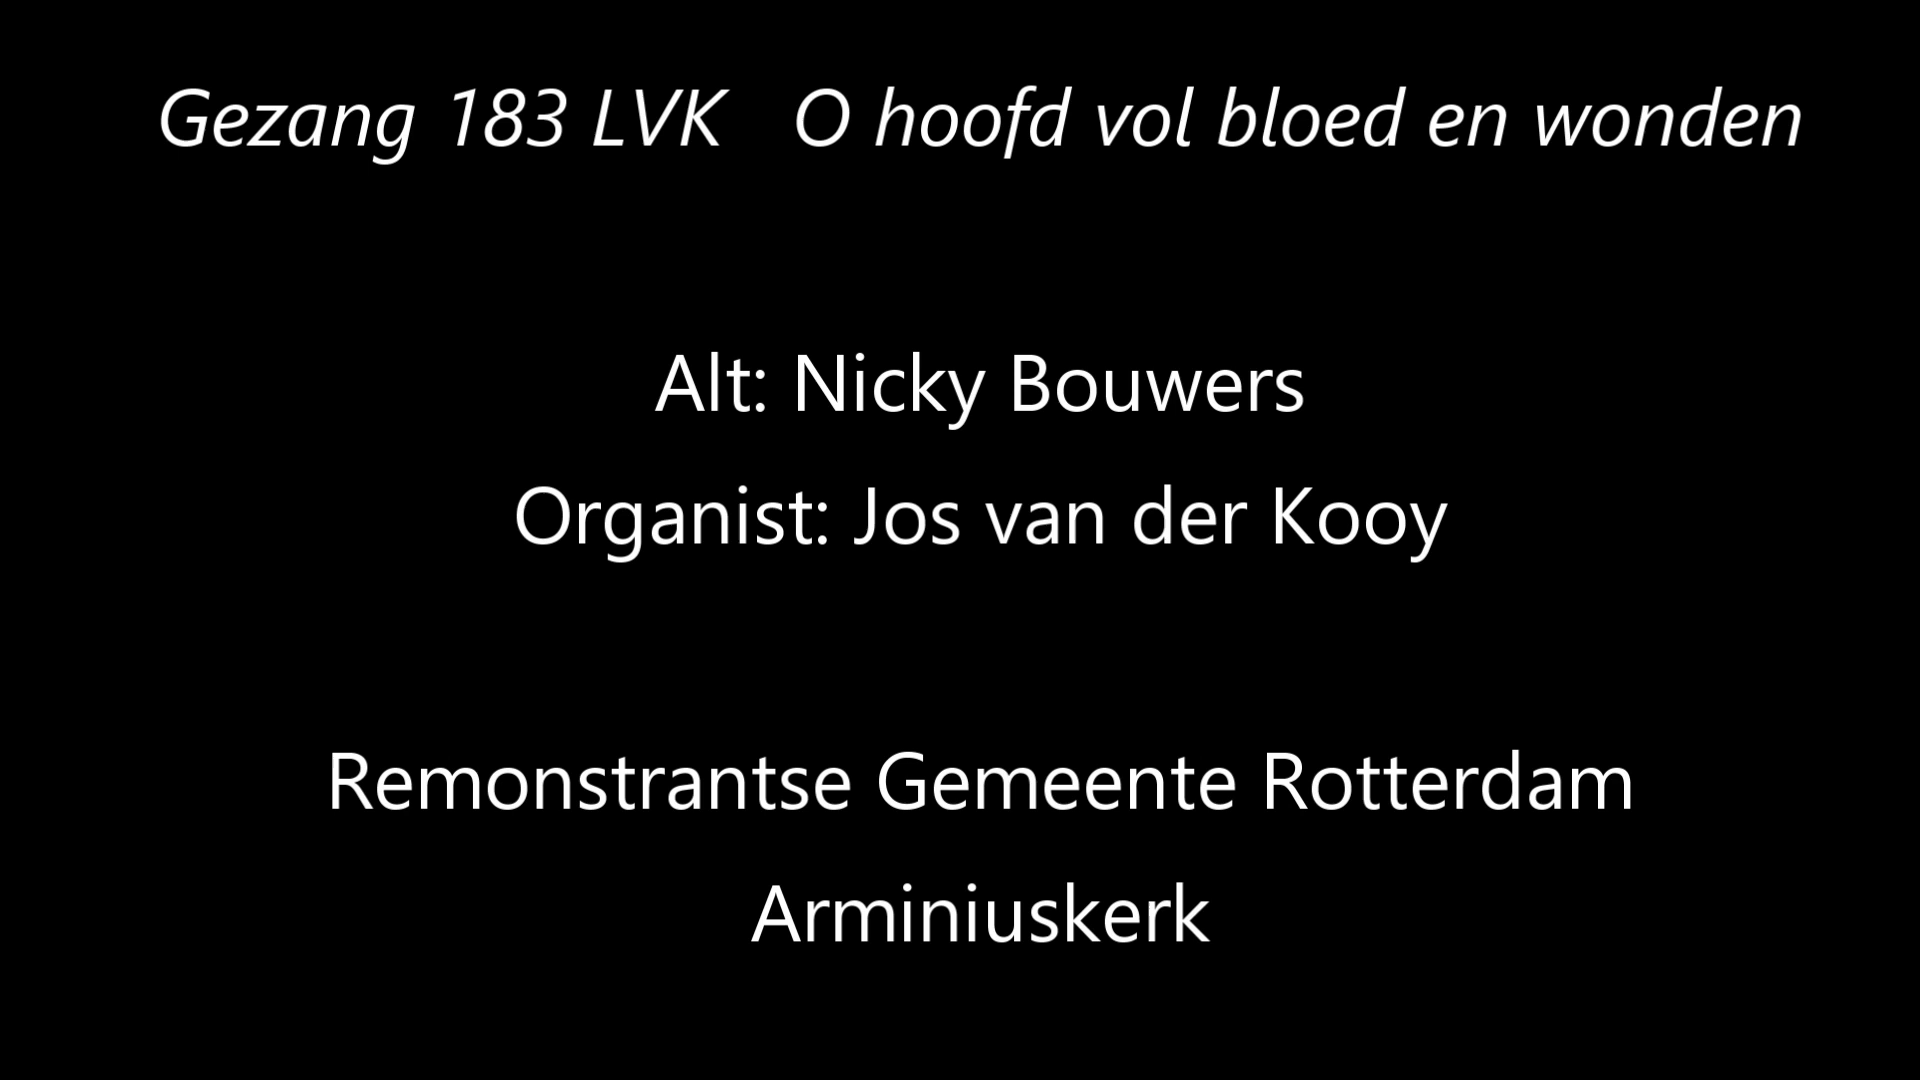 Gezang 183 LVK   O hoofd vol bloed en wonden
Alt: Nicky Bouwers
Organist: Jos van der Kooy
Remonstrantse Gemeente Rotterdam
Arminiuskerk